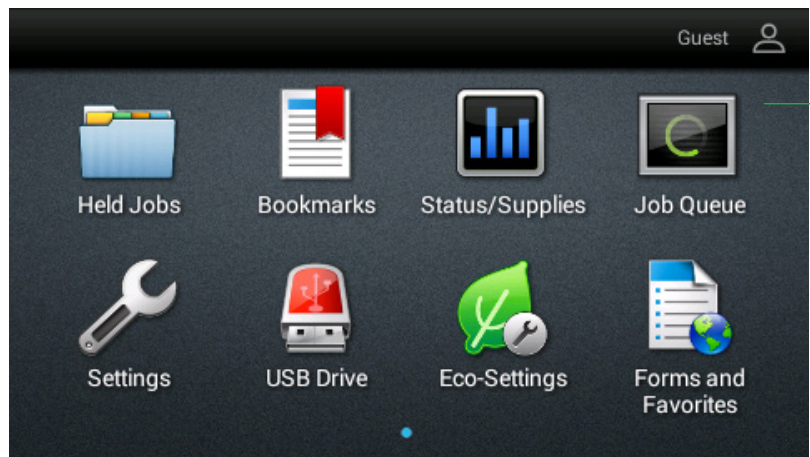 Guest
Held Jobs
Bookmarks
Status/Supplies
Job Queue
Settings
USB Drive
Eco-Settings
Forms and
Favorites